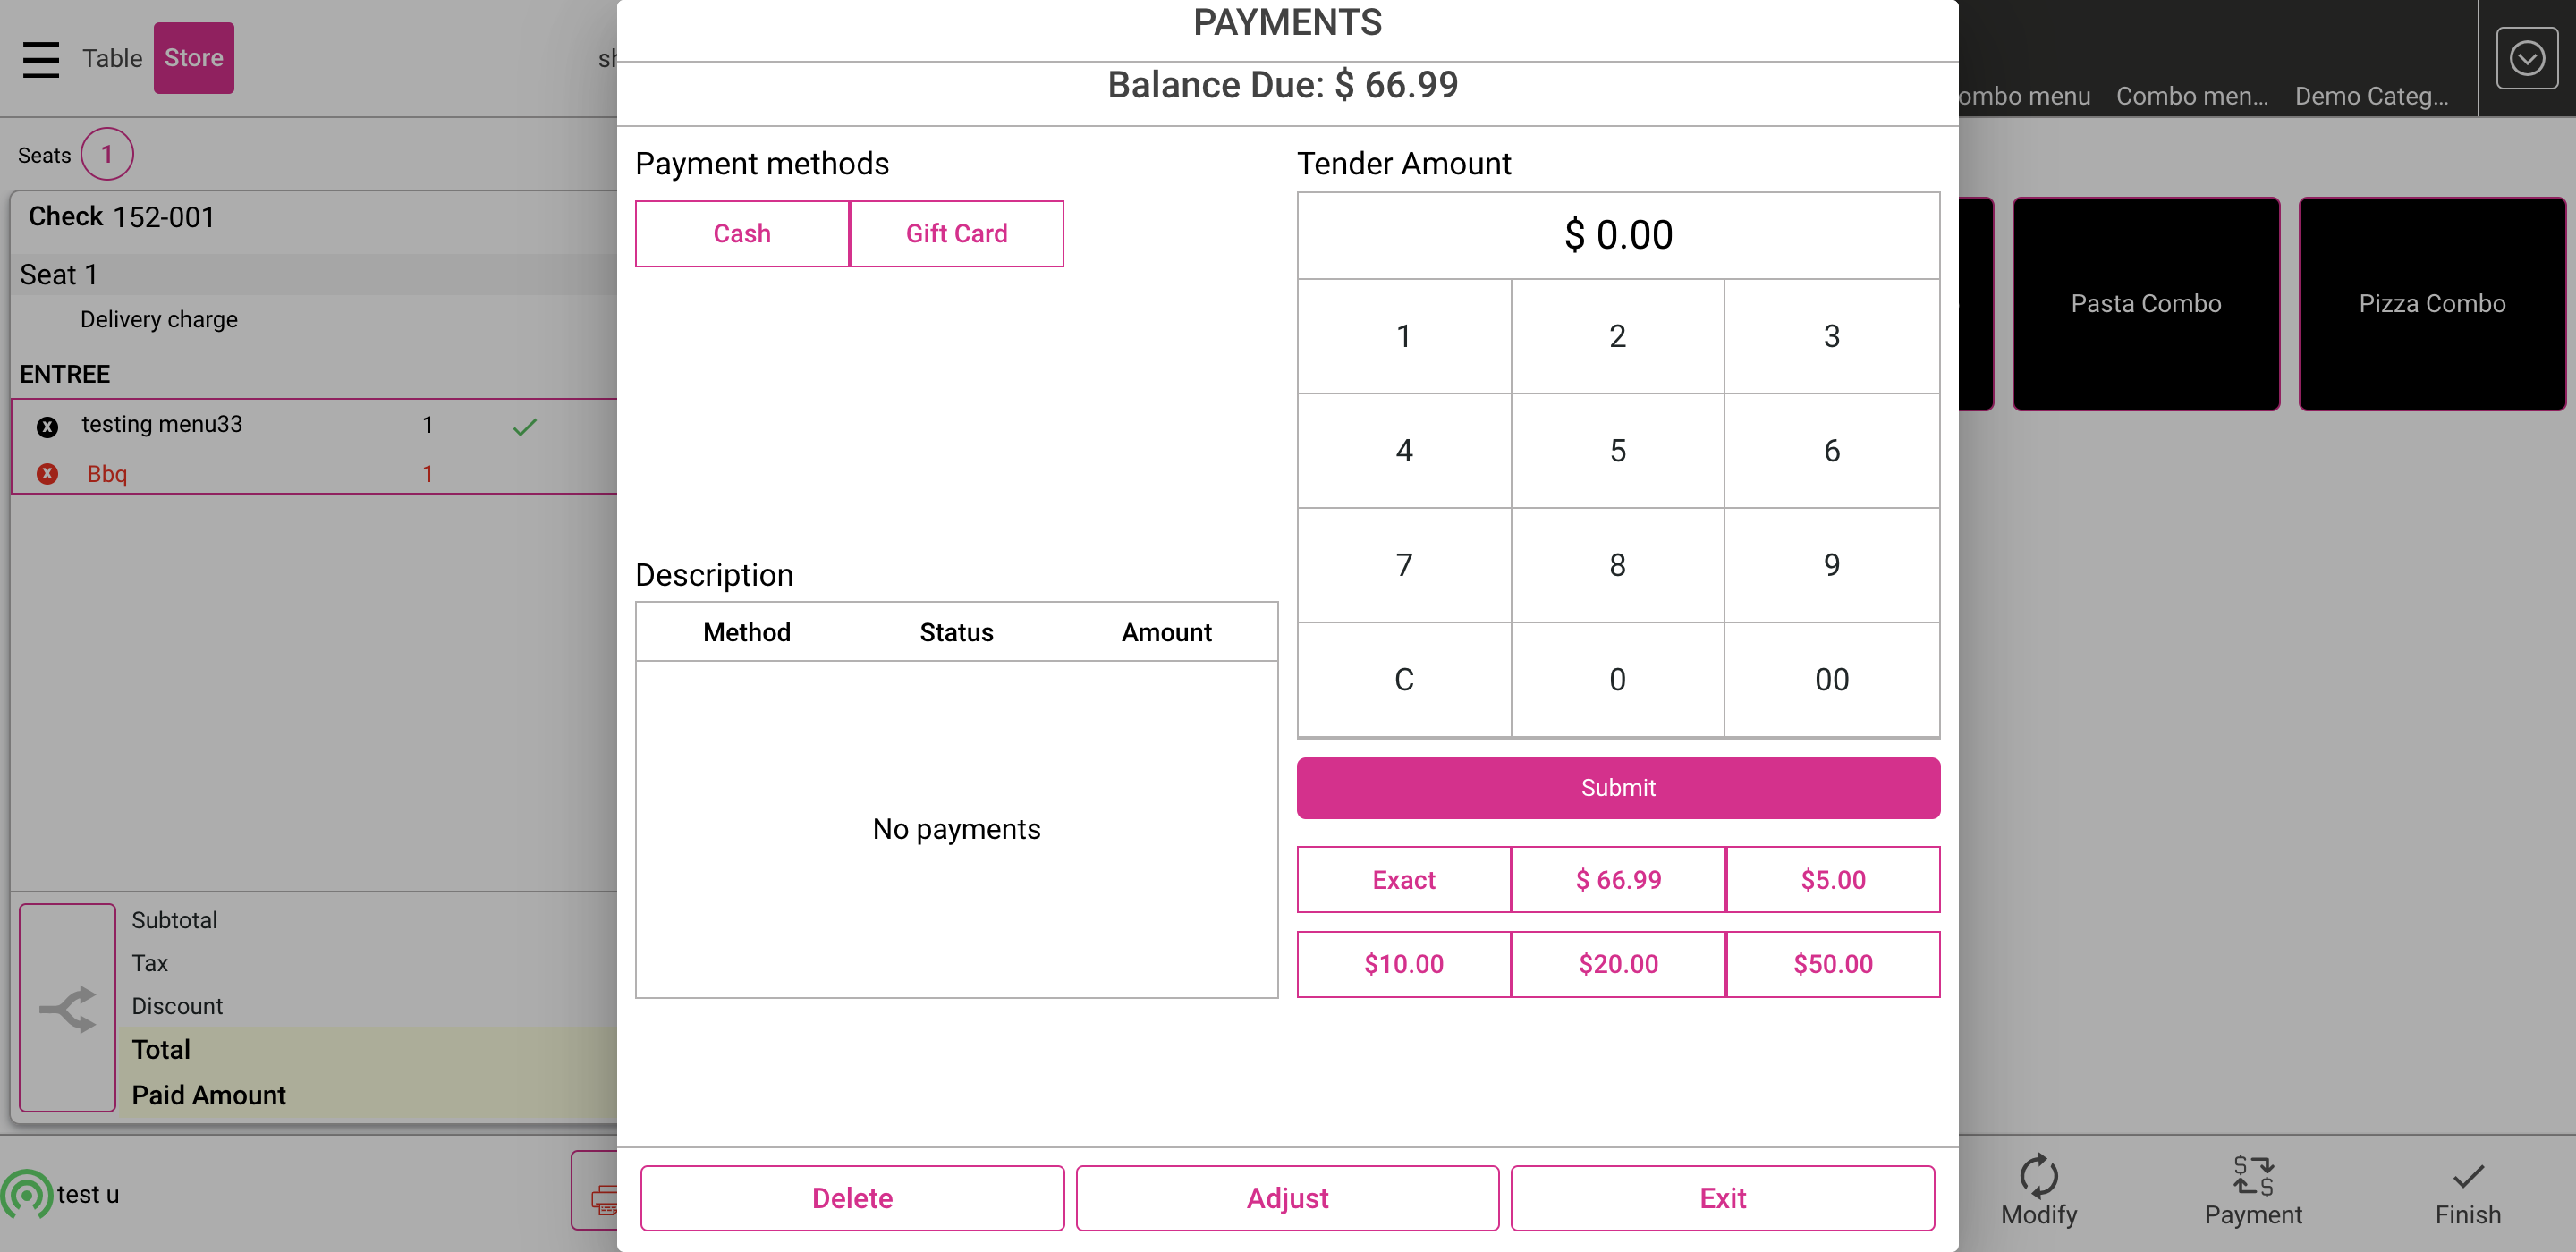 Table Store
Seats 1
Check 152-001
Seat 1
Delivery charge
ENTREE
x testing menu33 1
x Bbq 1
Subtotal
Tax
Discount
Total
Paid Amount
test u
PAYMENTS
Balance Due: $ 66.99
Payment methods
Cash Gift Card
Description
Method Status Amount
No payments
Tender Amount
$ 0.00
1 2 3
4 5 6
7 8 9
C 0 00
Submit
Exact $ 66.99 $5.00
$10.00 $20.00 $50.00
Delete Adjust Exit
ombo menu Combo men... Demo Categ...
Pasta Combo Pizza Combo
Modify Payment Finish